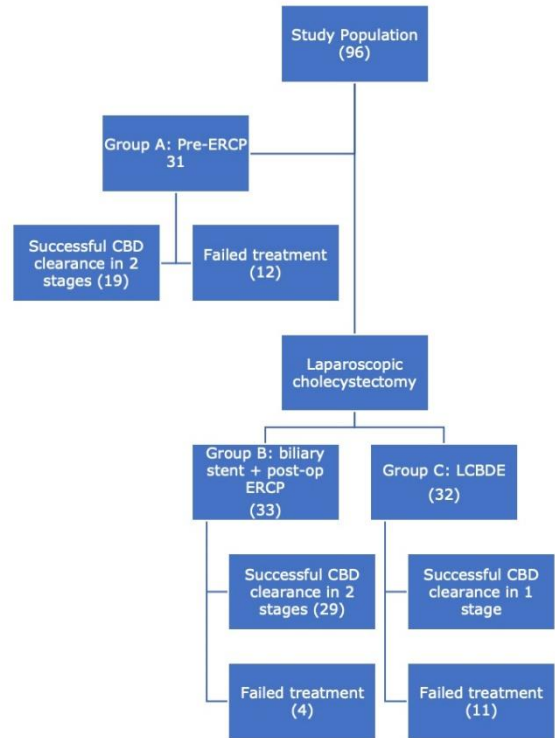 Study Population
(96)
Group A: Pre-ERCP
31
Successful CBD
clearance in 2
stages (19)
Failed treatment
(12)
Laparoscopic
cholecystectomy
Group B: biliary
stent + post-op
ERCP
(33)
Group C: LCBDE
(32)
Successful CBD
clearance in 2
stages (29)
Successful CBD
clearance in 1
stage
Failed treatment
(4)
Failed treatment
(11)